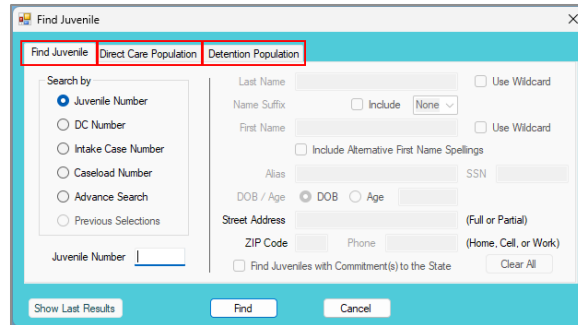 Find Juvenile
Find Juvenile Direct Care Population Detention Population
Search by
Juvenile Number
DC Number
Intake Case Number
Caseload Number
Advance Search
Previous Selections
Juvenile Number
Last Name Use Wildcard
Name Suffix Include None
First Name Use Wildcard
Include Alternative First Name Spellings
Alias SSN
DOB / Age DOB Age
Street Address (Full or Partial)
ZIP Code Phone (Home, Cell, or Work)
Find Juveniles with Commitment(s) to the State Clear All
Show Last Results Find Cancel